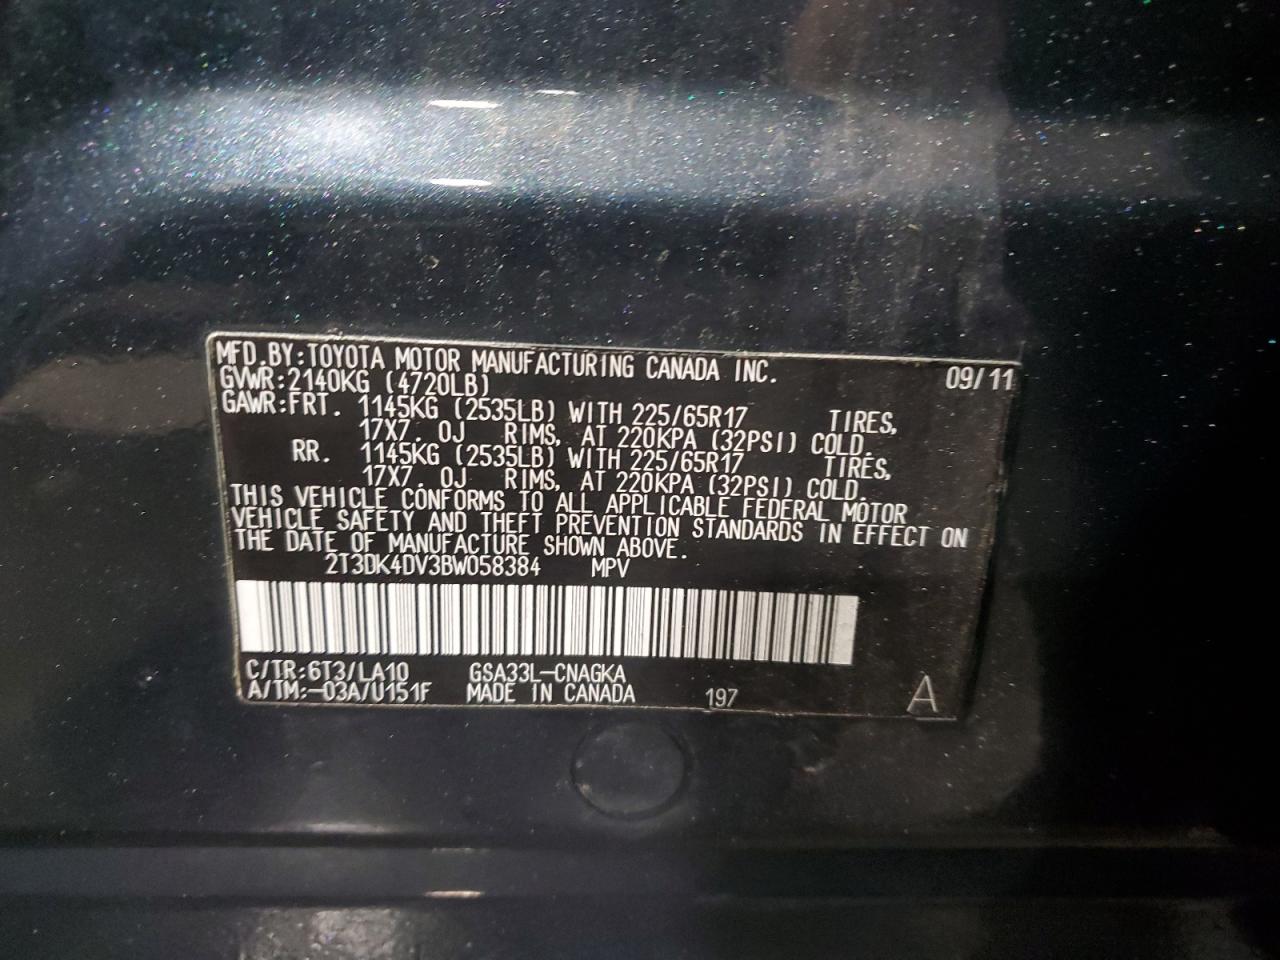 MFD.BY:TOYOTA MOTOR MANUFACTURING CANADA INC. 09/11
GVWR:2140KG (4720LB)
GAWR:FRT. 1145KG (2535LB) WITH 225/65R17 TIRES,
17X7. 0J RIMS, AT 220KPA (32PSI) COLD.
RR. 1145KG (2535LB) WITH 225/65R17 TIRES,
17X7. 0J RIMS, AT 220KPA (32PSI) COLD.
THIS VEHICLE CONFORMS TO ALL APPLICABLE FEDERAL MOTOR
VEHICLE SAFETY AND THEFT PREVENTION STANDARDS IN EFFECT ON
THE DATE OF MANUFACTURE SHOWN ABOVE.
2T3DK4DV3BW058384 MPV
C/TR:6T3/LA10 GSA33L-CNAGKA
A/TM:-03A/U151F MADE IN CANADA 197 A